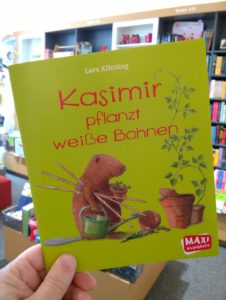 Lars Klinting
Kasimir
pflanzt
weiße Bohnen
MAXI